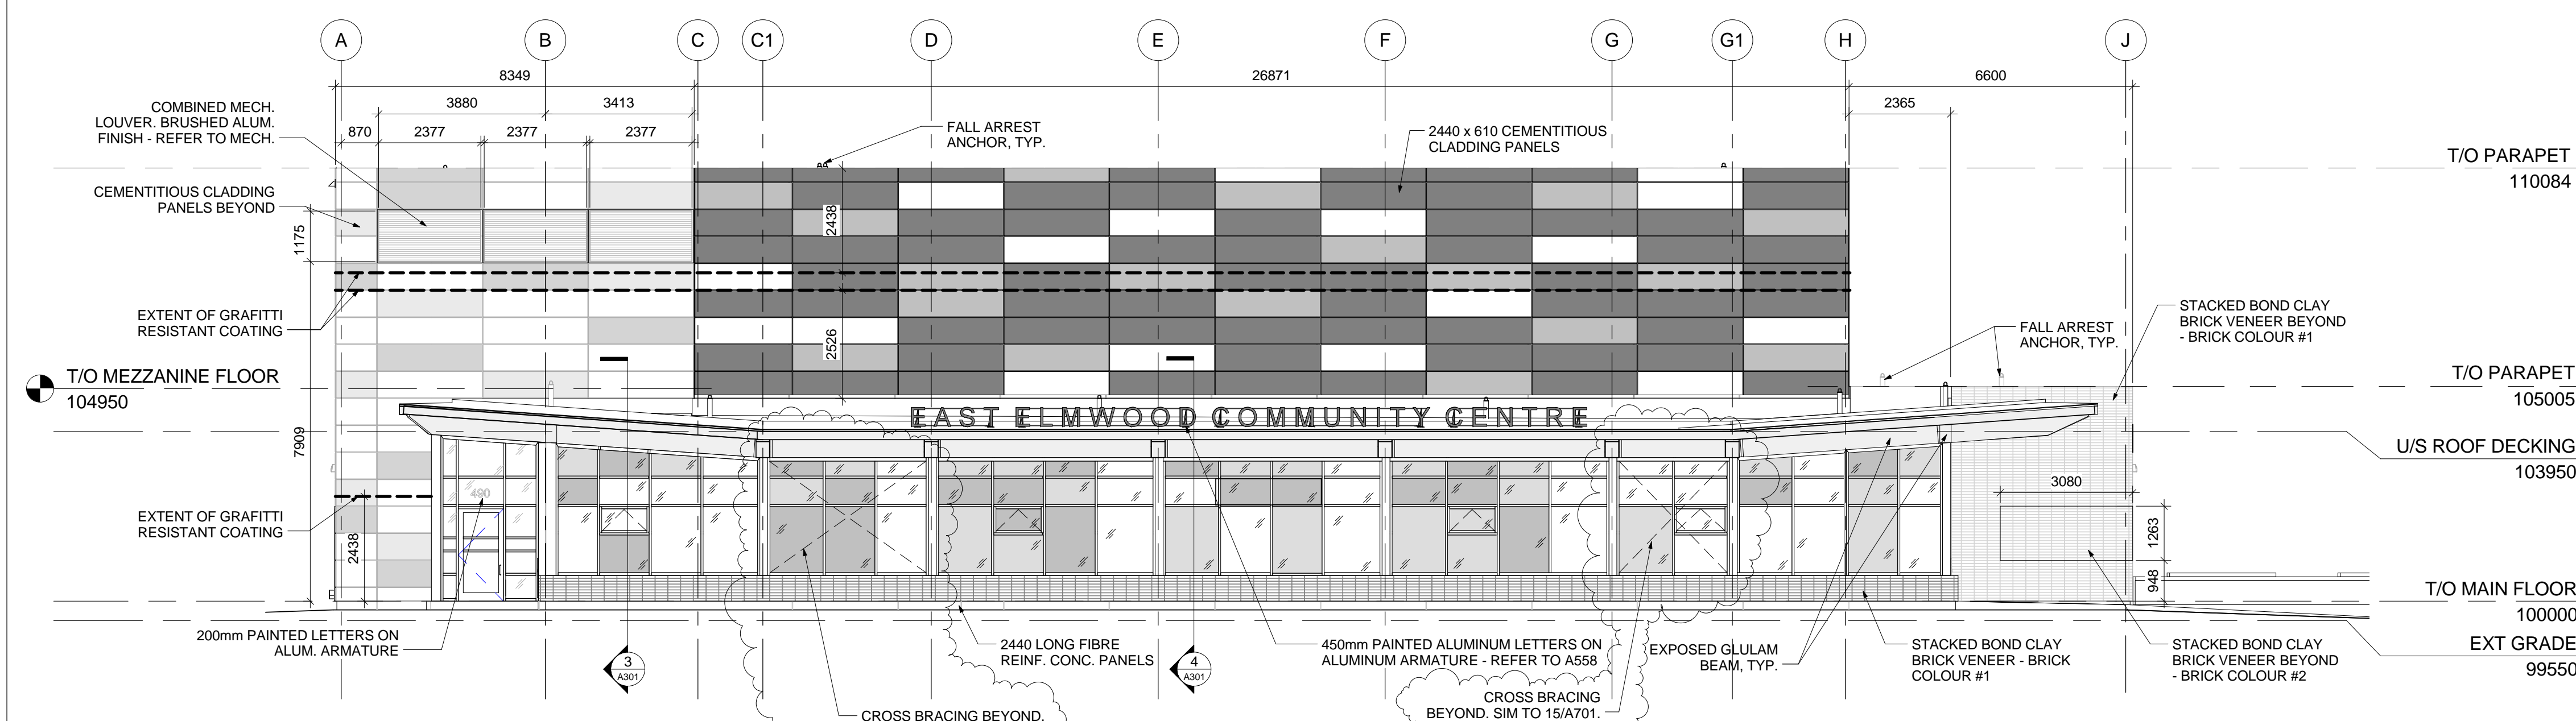 A
B
C
C1
D
E
F
G
G1
H
J
8349
26871
6600
3880
3413
2365
870
2377
2377
2377
COMBINED MECH.
LOUVER. BRUSHED ALUM.
FINISH - REFER TO MECH.
FALL ARREST
ANCHOR, TYP.
2440 x 610 CEMENTITIOUS
CLADDING PANELS
T/O PARAPET
110084
CEMENTITIOUS CLADDING
PANELS BEYOND
1175
2438
EXTENT OF GRAFITTI
RESISTANT COATING
2526
STACKED BOND CLAY
BRICK VENEER BEYOND
- BRICK COLOUR #1
FALL ARREST
ANCHOR, TYP.
T/O MEZZANINE FLOOR
104950
T/O PARAPET
105005
EAST ELMWOOD COMMUNITY CENTRE
U/S ROOF DECKING
103950
7909
490
3080
EXTENT OF GRAFITTI
RESISTANT COATING
2438
1263
948
T/O MAIN FLOOR
100000
200mm PAINTED LETTERS ON
ALUM. ARMATURE
3
A301
2440 LONG FIBRE
REINF. CONC. PANELS
4
A301
450mm PAINTED ALUMINUM LETTERS ON
ALUMINUM ARMATURE - REFER TO A558
EXPOSED GLULAM
BEAM, TYP.
STACKED BOND CLAY
BRICK VENEER - BRICK
COLOUR #1
STACKED BOND CLAY
BRICK VENEER BEYOND
- BRICK COLOUR #2
EXT GRADE
99550
CROSS BRACING BEYOND.
CROSS BRACING
BEYOND. SIM TO 15/A701.